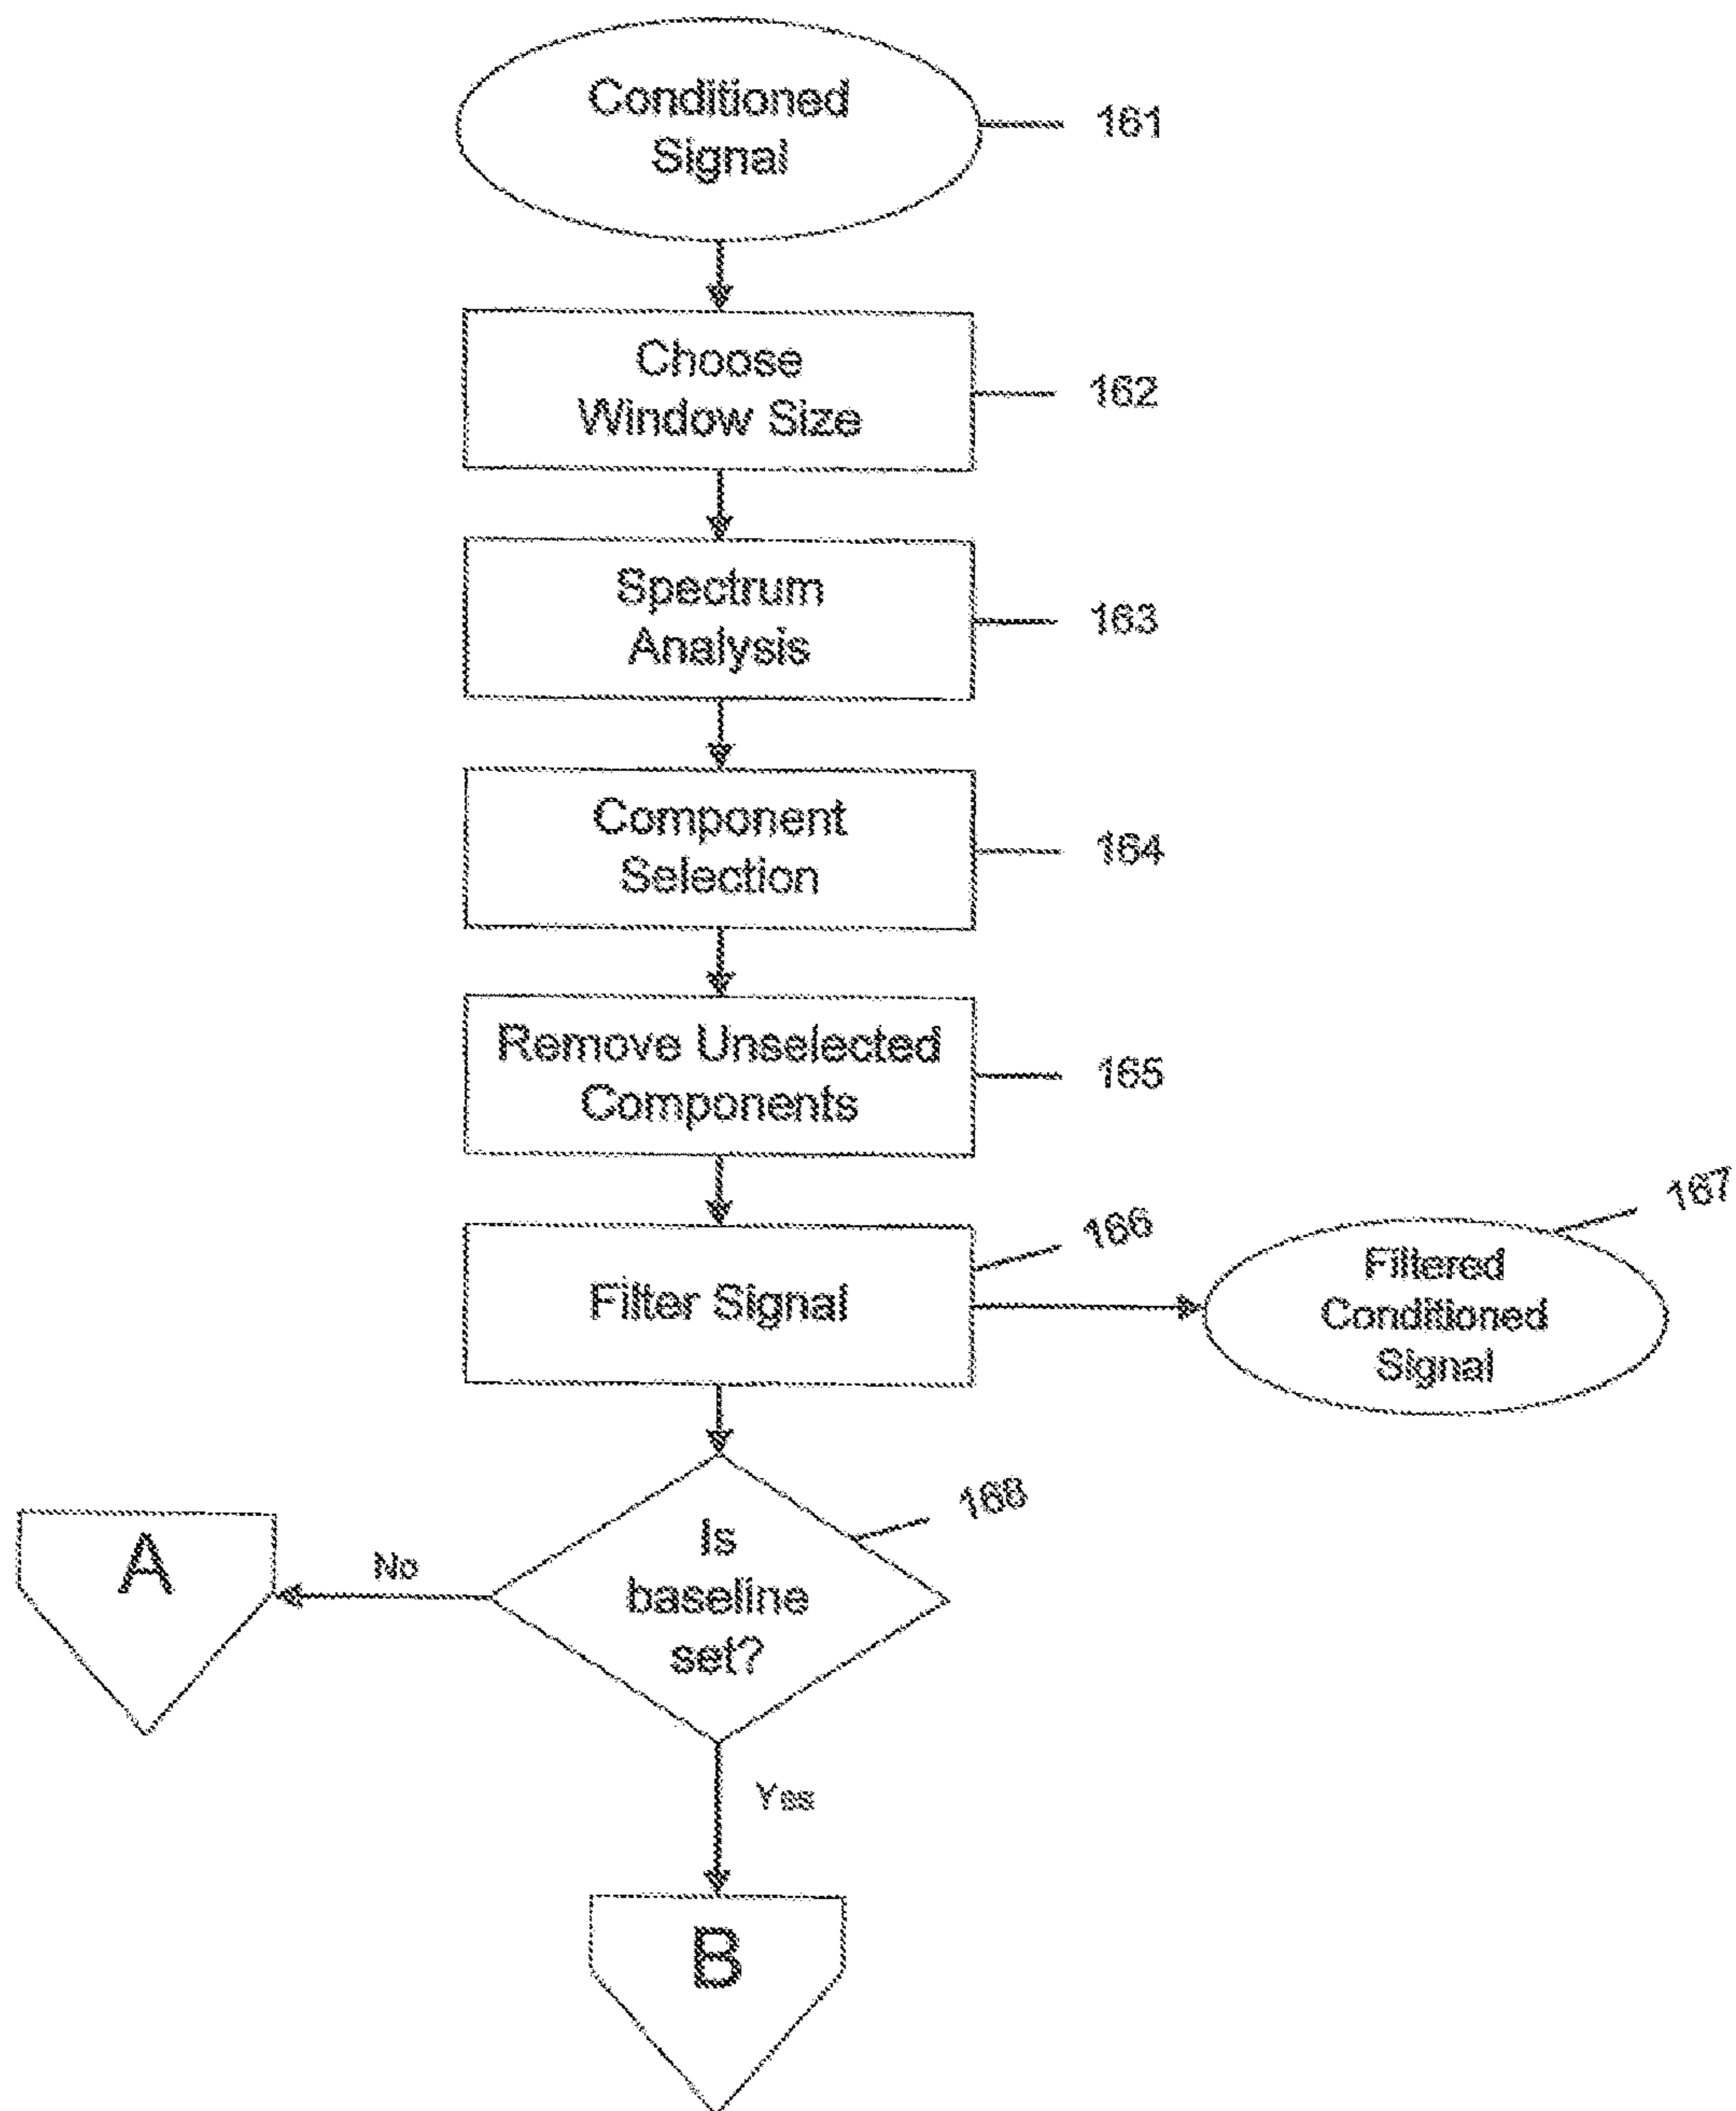 Conditioned
Signal
161
Choose
Window Size
162
Spectrum
Analysis
163
Component
Selection
164
Remove Unselected
Components
165
Filter Signal
166
167
Filtered
Conditioned
Signal
168
Is
baseline
set?
No
A
Yes
B